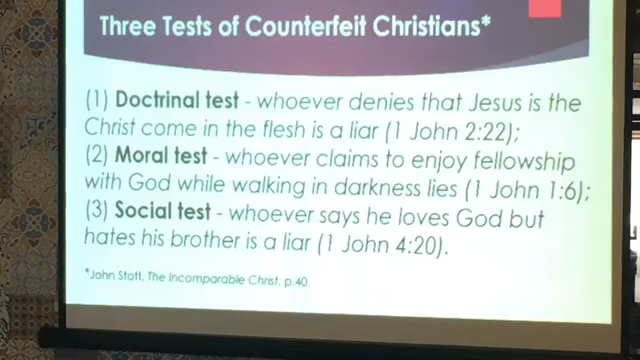 Three Tests of Counterfeit Christians*
(1) Doctrinal test - whoever denies that Jesus is the
Christ come in the flesh is a liar (1 John 2:22);
(2) Moral test - whoever claims to enjoy fellowship
with God while walking in darkness lies (1 John 1:6);
(3) Social test - whoever says he loves God but
hates his brother is a liar (1 John 4:20).
*John Stott, The Incomparable Christ, p.40.